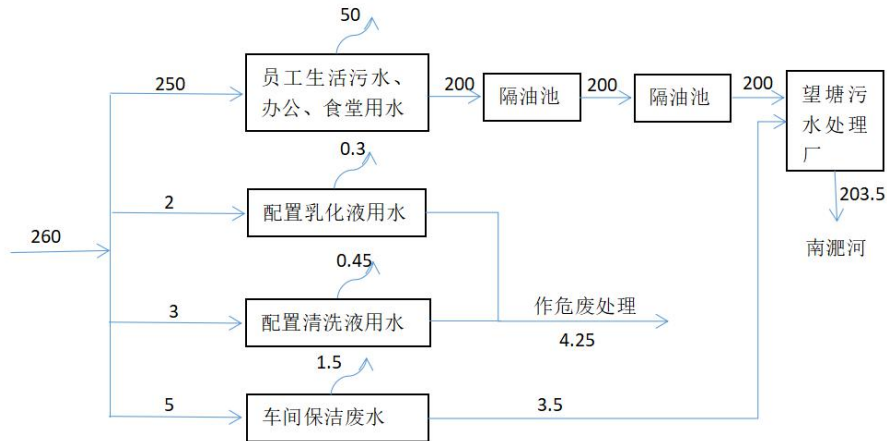 50
250
员工生活污水、
办公、食堂用水
200
隔油池
200
隔油池
200
望塘污
水处理
厂
203.5
南淝河
0.3
2
配置乳化液用水
260
0.45
3
配置清洗液用水
作危废处理
4.25
1.5
5
车间保洁废水
3.5